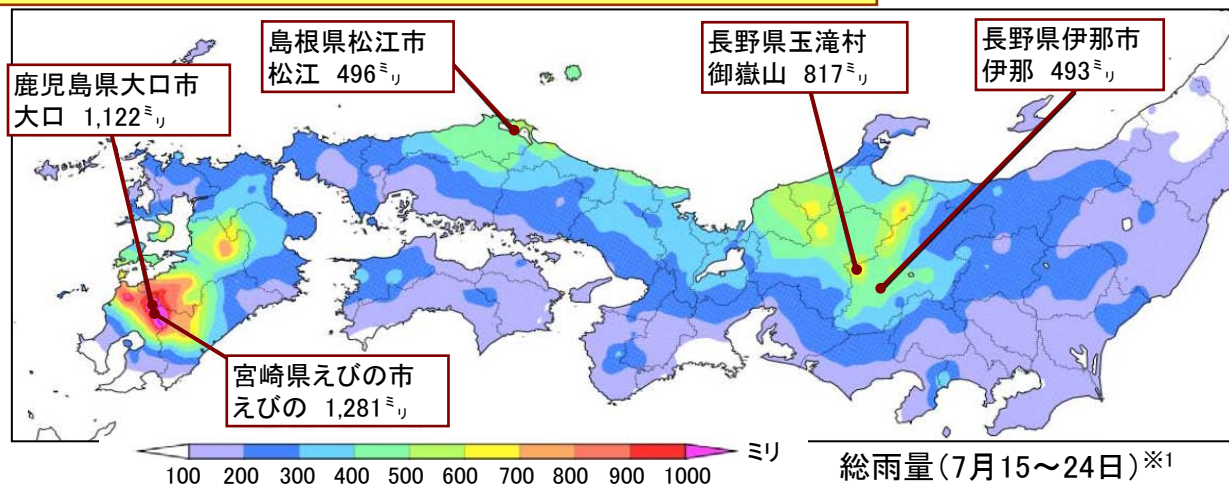 島根県松江市
松江 496ミリ
長野県玉滝村
御嶽山 817ミリ
長野県伊那市
伊那 493ミリ
鹿児島県大口市
大口 1,122ミリ
宮崎県えびの市
えびの 1,281ミリ
100 200 300 400 500 600 700 800 900 1000 ミリ
総雨量(7月15~24日)※1